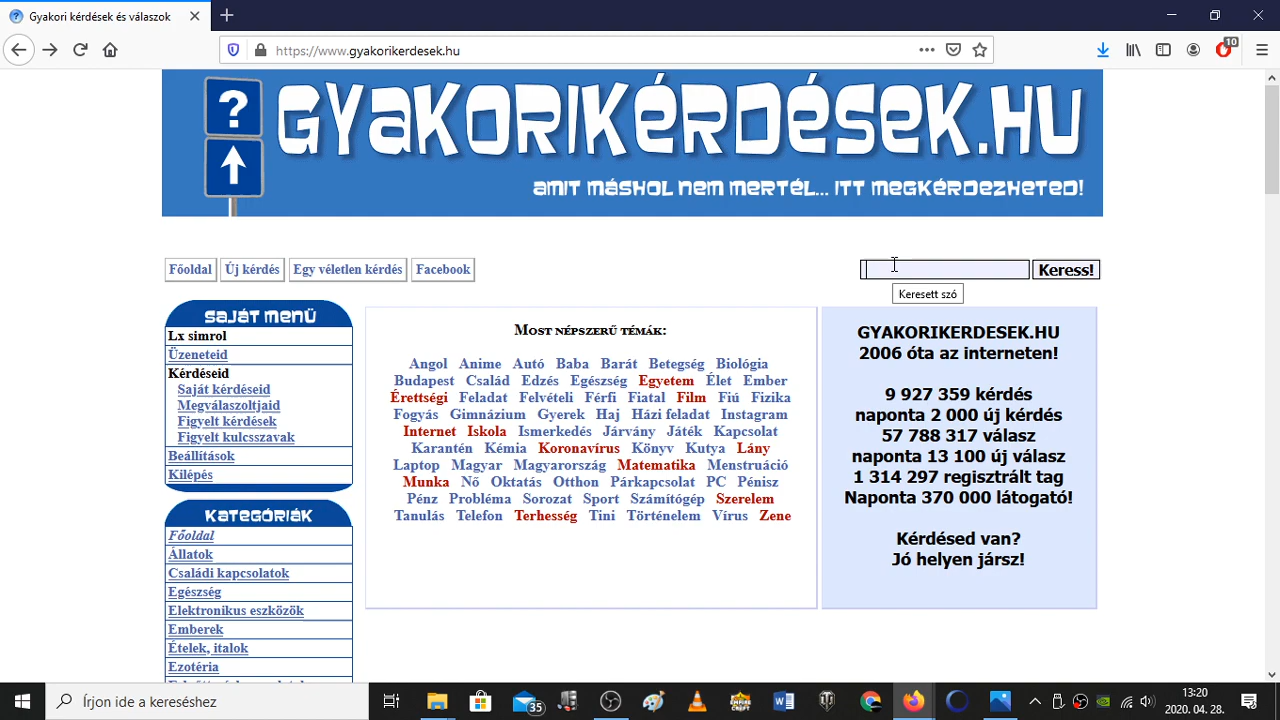 Gyakori kérdések és válaszok
https://www.gyakorikerdesek.hu
10
GYAKORIKÉRDÉSEK.HU
AMIT MÁSHOL NEM MERTÉL... ITT MEGKÉRDEZHETED!
Főoldal Új kérdés Egy véletlen kérdés Facebook
Keress!
Keresett szó
SAJÁT MENÜ
Lx simrol
Üzeneteid
Kérdéseid
Saját kérdéseid
Megválaszoltjaid
Figyelt kérdések
Figyelt kulcsszavak
Beállítások
Kilépés
KATEGÓRIÁK
Főoldal
Állatok
Családi kapcsolatok
Egészség
Elektronikus eszközök
Emberek
Ételek, italok
Ezotéria
Most népszerű témák:
Angol Anime Autó Baba Barát Betegség Biológia
Budapest Család Edzés Egészség Egyetem Élet Ember
Érettségi Feladat Felvételi Férfi Fiatal Film Fiú Fizika
Fogyás Gimnázium Gyerek Haj Házi feladat Instagram
Internet Iskola Ismerkedés Járvány Játék Kapcsolat
Karantén Kémia Koronavírus Könyv Kutya Lány
Laptop Magyar Magyarország Matematika Menstruáció
Munka Nő Oktatás Otthon Párkapcsolat PC Pénisz
Pénz Probléma Sorozat Sport Számítógép Szerelem
Tanulás Telefon Terhesség Tini Történelem Vírus Zene
GYAKORIKERDESEK.HU
2006 óta az interneten!
9 927 359 kérdés
naponta 2 000 új kérdés
57 788 317 válasz
naponta 13 100 új válasz
1 314 297 regisztrált tag
Naponta 370 000 látogató!
Kérdésed van?
Jó helyen jársz!
Írjon ide a kereséshez
35
EMPIRE CRAFT
13:20
2020. 04. 28.